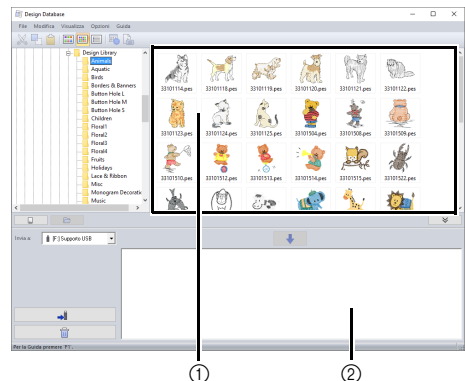 Design Database
File Modifica Visualizza Opzioni Guida
Design Library
Animals
Aquatic
Birds
Borders & Banners
Button Hole L
Button Hole M
Button Hole S
Children
Floral1
Floral2
Floral3
Floral4
Fruits
Holidays
Lace & Ribbon
Misc
Monogram Decoratio
Music
33101114.pes 33101118.pes 33101119.pes 33101120.pes 33101121.pes 33101122.pes
33101123.pes 33101124.pes 33101125.pes 33101504.pes 33101508.pes 33101509.pes
33101510.pes 33101512.pes 33101513.pes 33101514.pes 33101515.pes 33101522.pes
Invia a: [F:] Supporto USB
Per la Guida premere 'F1'.
① ②